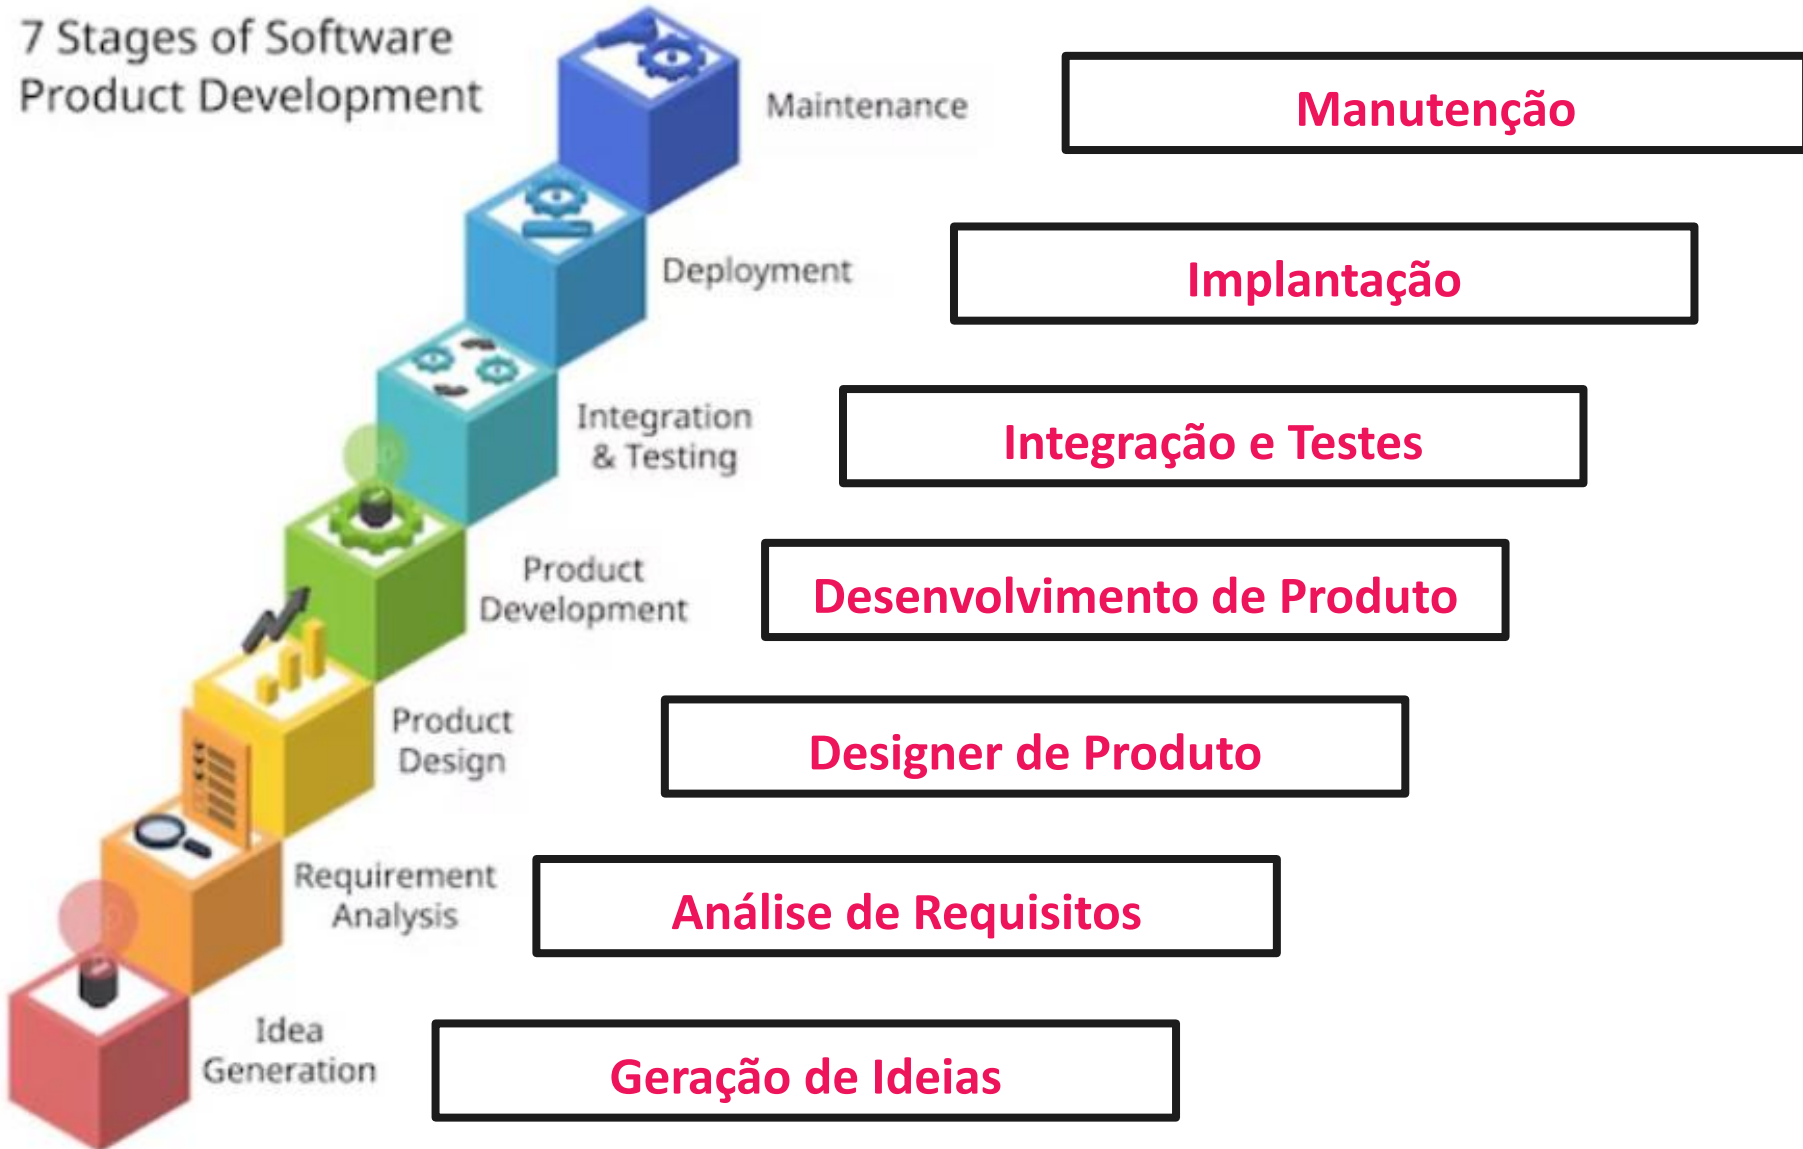 7 Stages of Software
Product Development
Maintenance
Manutenção
Deployment
Implantação
Integration
& Testing
Integração e Testes
Product
Development
Desenvolvimento de Produto
Product
Design
Designer de Produto
Requirement
Analysis
Análise de Requisitos
Idea
Generation
Geração de Ideias